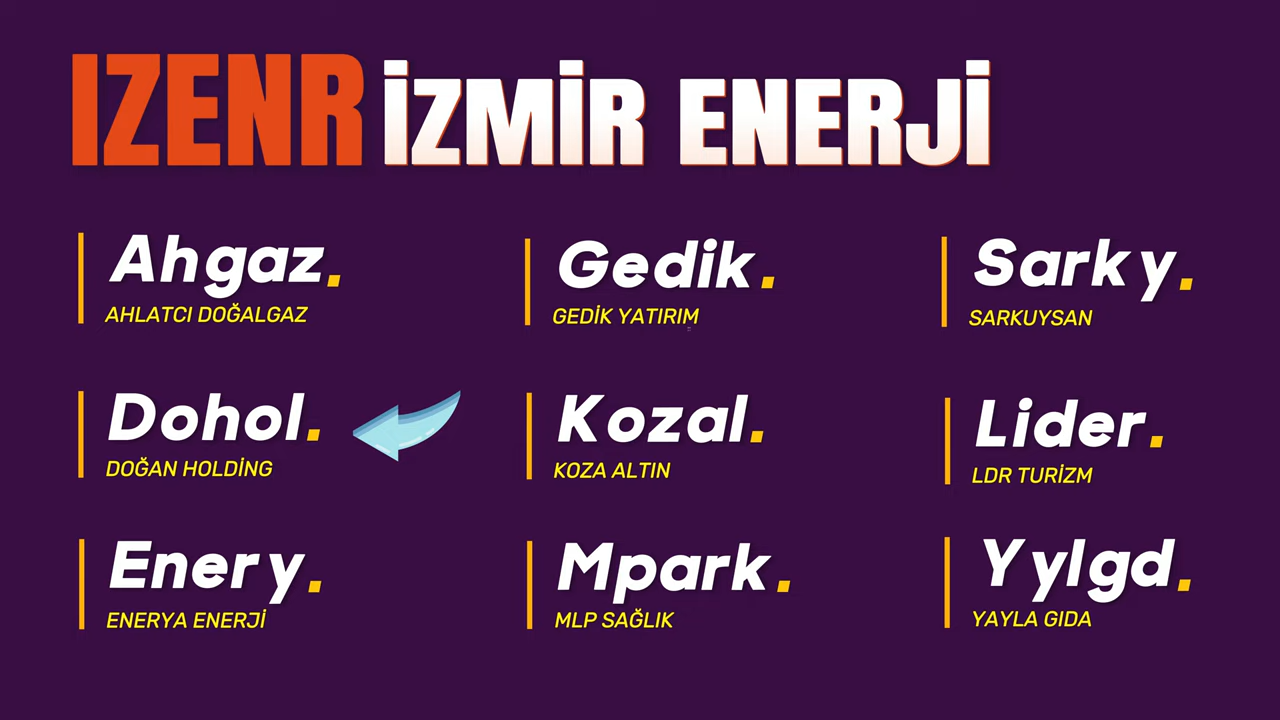 IZENR İZMİR ENERJİ
Ahgaz.
AHLATCI DOĞALGAZ
Gedik.
GEDİK YATIRIM
Sarky.
SARKUYSAN
Dohol.
DOĞAN HOLDİNG
Kozal.
KOZA ALTIN
Lider.
LDR TURİZM
Enery.
ENERYA ENERJİ
Mpark.
MLP SAĞLIK
Yylgd.
YAYLA GIDA